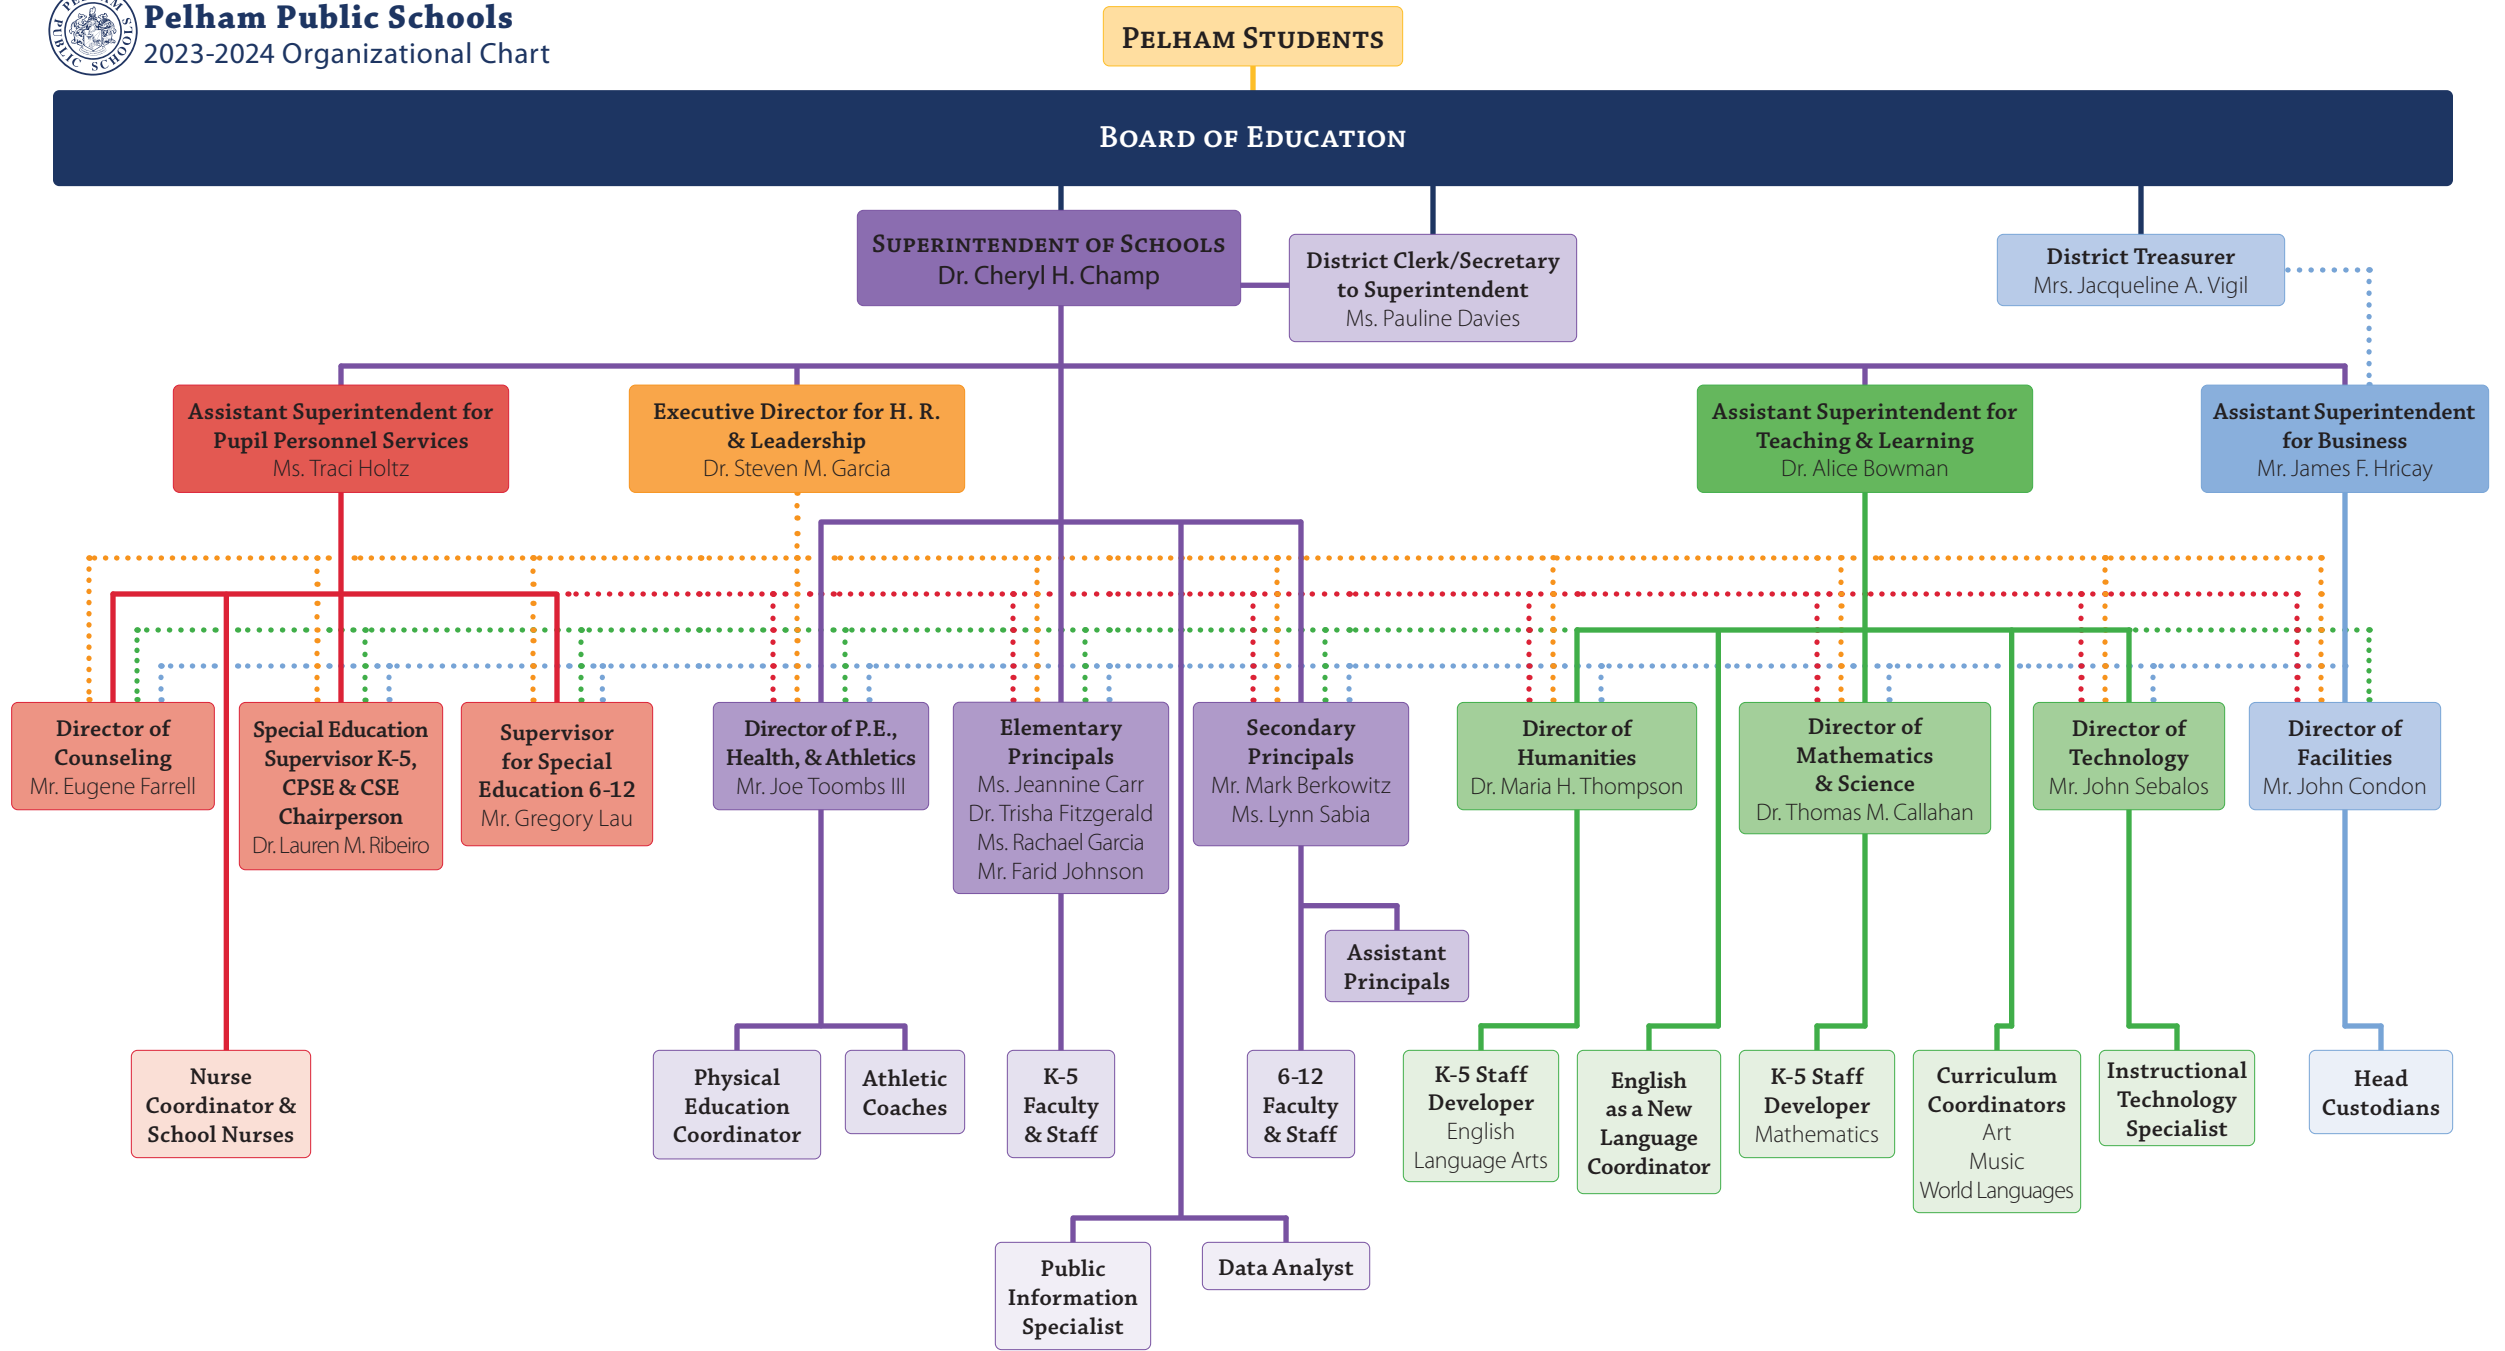 PELHAM
PUBLIC SCHOOLS
Pelham Public Schools
2023-2024 Organizational Chart
Pelham Students
Board of Education
Superintendent of Schools
Dr. Cheryl H. Champ
District Clerk/Secretary
to Superintendent
Ms. Pauline Davies
District Treasurer
Mrs. Jacqueline A. Vigil
Assistant Superintendent for
Pupil Personnel Services
Ms. Traci Holtz
Executive Director for H. R.
& Leadership
Dr. Steven M. Garcia
Assistant Superintendent for
Teaching & Learning
Dr. Alice Bowman
Assistant Superintendent
for Business
Mr. James F. Hricay
Director of
Counseling
Mr. Eugene Farrell
Special Education
Supervisor K-5,
CPSE & CSE
Chairperson
Dr. Lauren M. Ribeiro
Supervisor
for Special
Education 6-12
Mr. Gregory Lau
Director of P.E.,
Health, & Athletics
Mr. Joe Toombs III
Elementary
Principals
Ms. Jeannine Carr
Dr. Trisha Fitzgerald
Ms. Rachael Garcia
Mr. Farid Johnson
Secondary
Principals
Mr. Mark Berkowitz
Ms. Lynn Sabia
Director of
Humanities
Dr. Maria H. Thompson
Director of
Mathematics
& Science
Dr. Thomas M. Callahan
Director of
Technology
Mr. John Sebalos
Director of
Facilities
Mr. John Condon
Assistant
Principals
Nurse
Coordinator &
School Nurses
Physical
Education
Coordinator
Athletic
Coaches
K-5
Faculty
& Staff
6-12
Faculty
& Staff
K-5 Staff
Developer
English
Language Arts
English
as a New
Language
Coordinator
K-5 Staff
Developer
Mathematics
Curriculum
Coordinators
Art
Music
World Languages
Instructional
Technology
Specialist
Head
Custodians
Public
Information
Specialist
Data Analyst